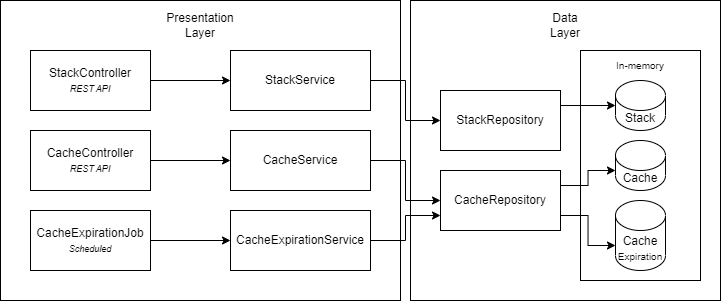 Presentation
Layer
StackController
REST API
StackService
CacheController
REST API
CacheService
CacheExpirationJob
Scheduled
CacheExpirationService
Data
Layer
StackRepository
CacheRepository
In-memory
Stack
Cache
Cache
Expiration